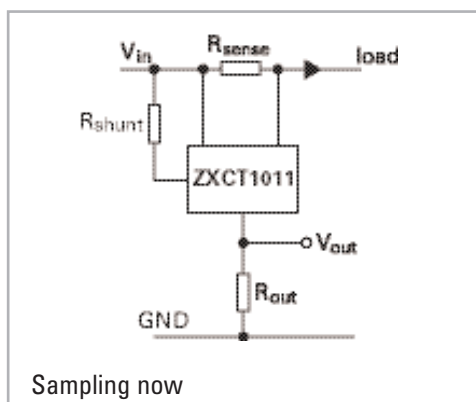 Vin Rsense load
Rshunt
ZXCT1011
Vout
Rout
GND
Sampling now